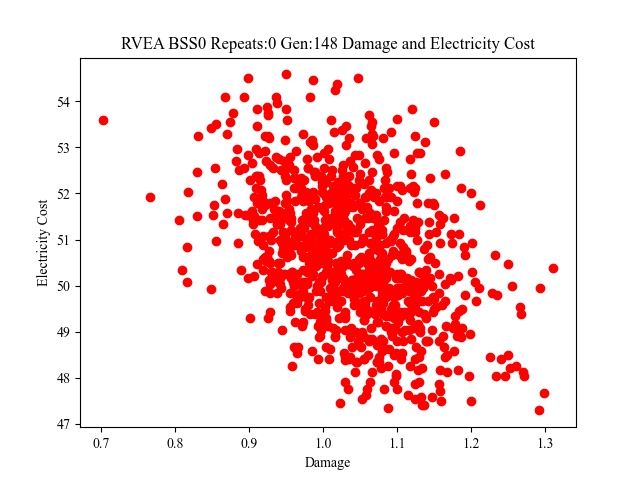 RVEA BSS0 Repeats:0 Gen:148 Damage and Electricity Cost
54
53
52
51
50
49
48
47
Electricity Cost
0.7 0.8 0.9 1.0 1.1 1.2 1.3
Damage